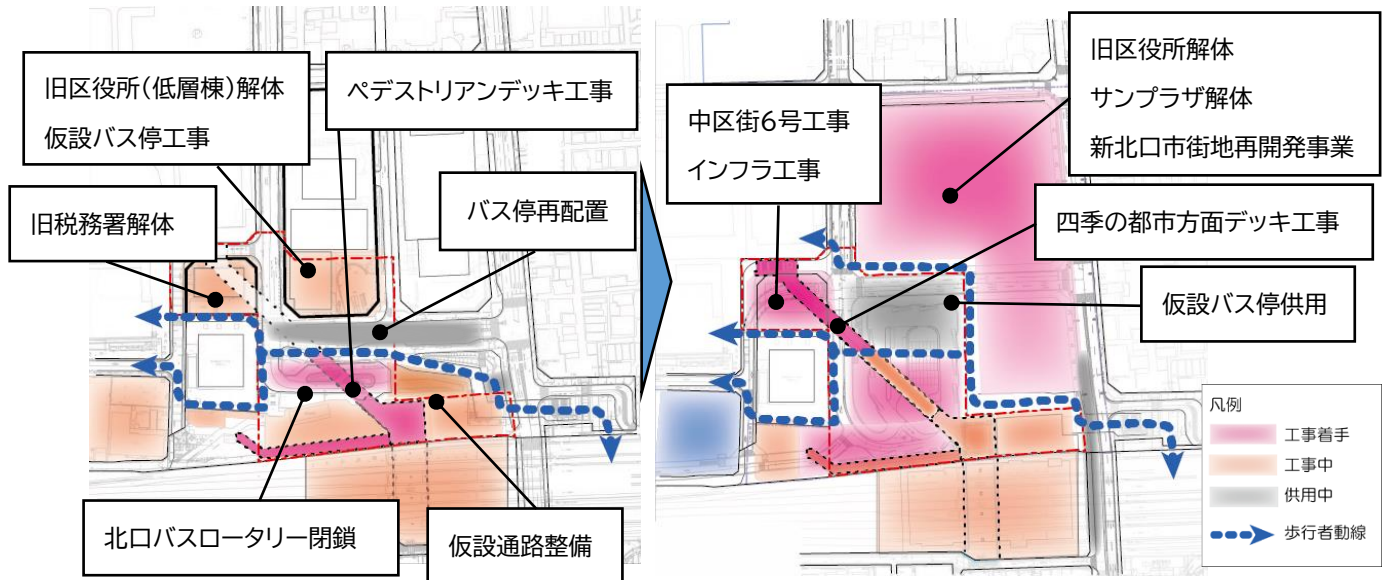 旧区役所(低層棟)解体
仮設バス停工事
ペデストリアンデッキ工事
旧税務署解体
バス停再配置
北口バスロータリー閉鎖
仮設通路整備
中区街6号工事
インフラ工事
旧区役所解体
サンプラザ解体
新北口市街地再開発事業
四季の都市方面デッキ工事
仮設バス停供用
凡例
工事着手
工事中
供用中
歩行者動線